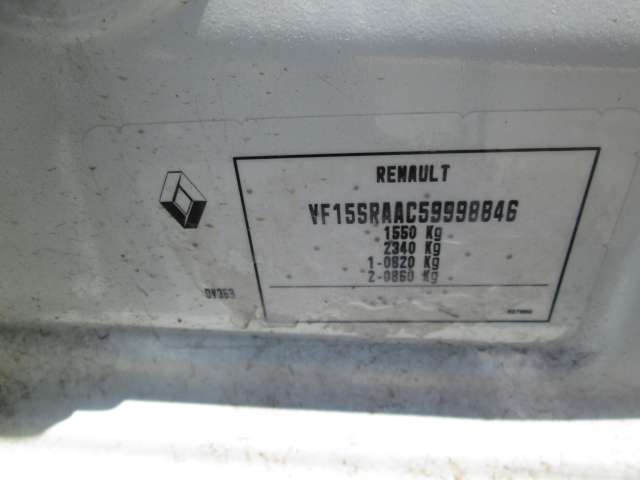 RENAULT
VF15SRAAC59998846
1550 Kg
2340 Kg
1-0820 Kg
2-0860 Kg